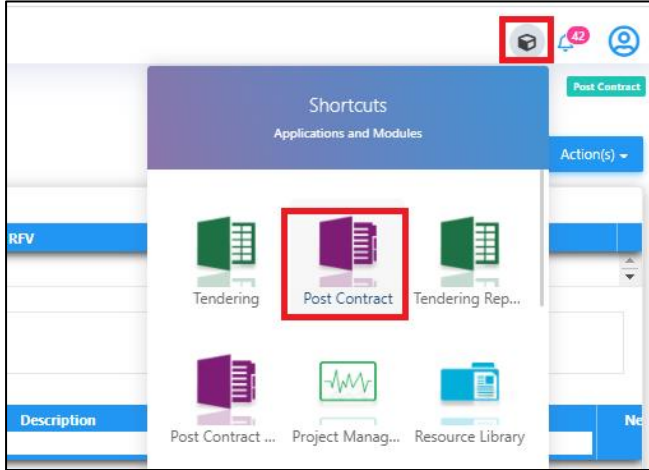 42
Post Contract
Shortcuts
Applications and Modules
Action(s)
RFV
Tendering
Post Contract
Tendering Rep...
Post Contract ...
Project Manag...
Resource Library
Description
Ne